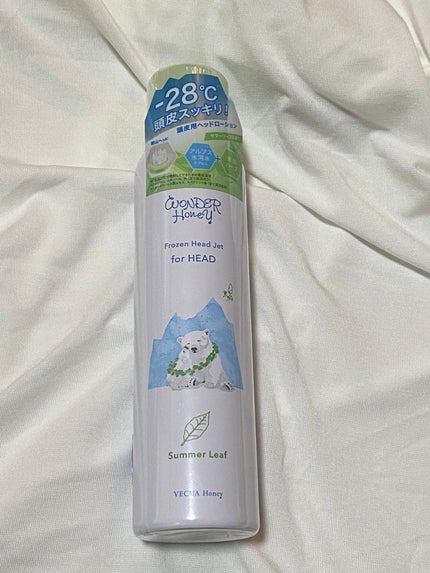 -28℃
頭皮スッキリ!
頭皮用ヘッドローション
アルプス
氷河水
WONDER
Honey
Frozen Head Jet
for HEAD
Summer Leaf
VECUA Honey